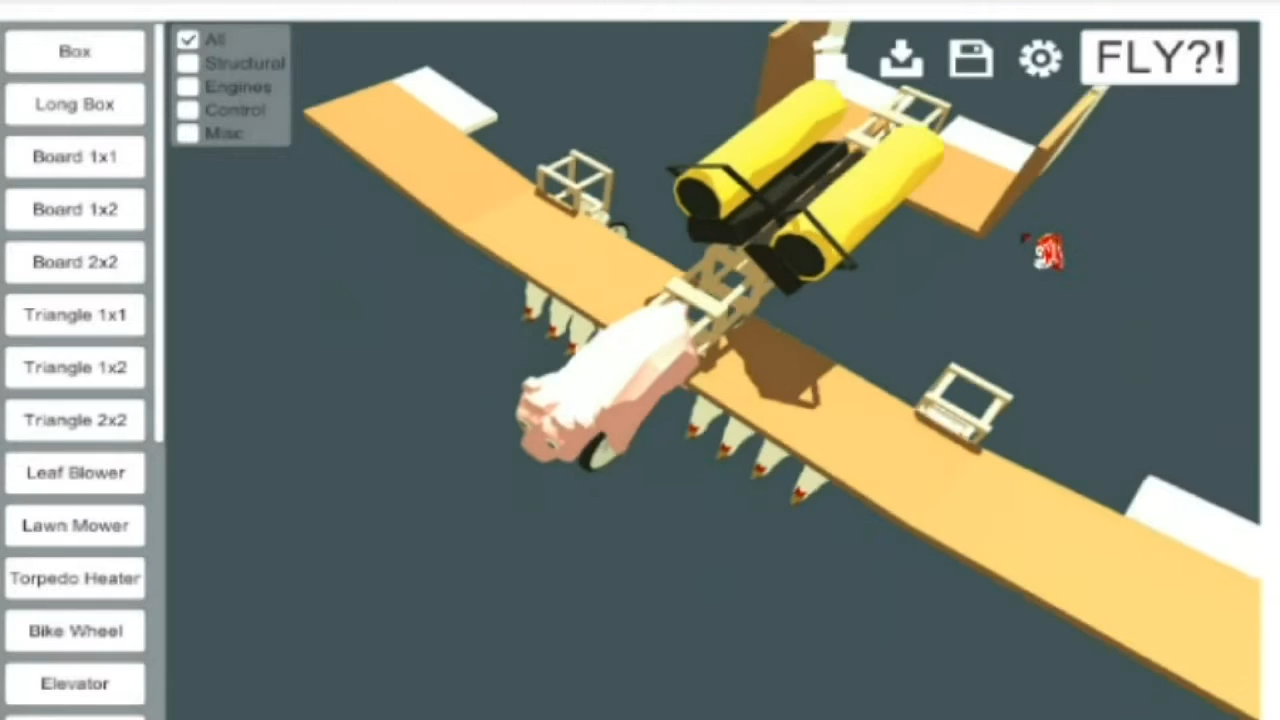 Box
Long Box
Board 1x1
Board 1x2
Board 2x2
Triangle 1x1
Triangle 1x2
Triangle 2x2
Leaf Blower
Lawn Mower
Torpedo Heater
Bike Wheel
Elevator
All
Structural
Engines
Control
Misc
FLY?!